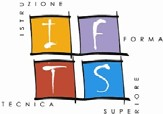 ISTRUZIONE
I F
FORMA
T S
TECNICA
SUPERIORE